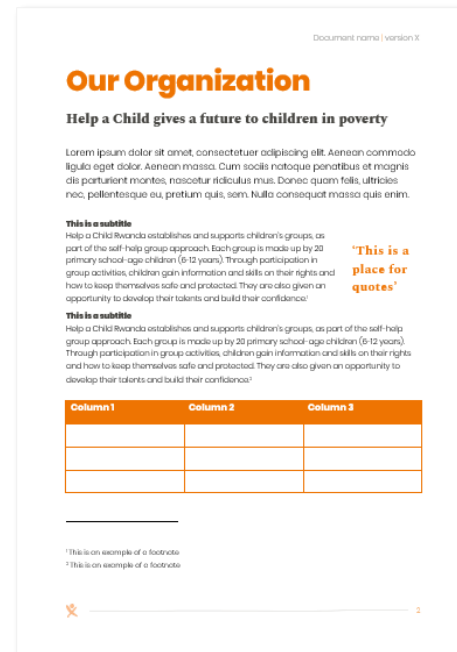 Document name | version X
Our Organization
Help a Child gives a future to children in poverty
Lorem ipsum dolor sit amet, consectetuer adipiscing elit. Aenean commodo
ligula eget dolor. Aenean massa. Cum sociis natoque penatibus et magnis
dis parturient montes, nascetur ridiculus mus. Donec quam felis, ultricies
nec, pellentesque eu, pretium quis, sem. Nulla consequat massa quis enim.
This is a subtitle
Help a Child Rwanda establishes and supports children's groups, as
part of the self-help group approach. Each group is made up by 20
primary school-age children (6-12 years). Through participation in
group activities, children gain information and skills on their rights and
how to keep themselves safe and protected. They are also given an
opportunity to develop their talents and build their confidence.¹
‘This is a
place for
quotes’
This is a subtitle
Help a Child Rwanda establishes and supports children's groups, as part of the self-help
group approach. Each group is made up by 20 primary school-age children (6-12 years).
Through participation in group activities, children gain information and skills on their rights
and how to keep themselves safe and protected. They are also given an opportunity to
develop their talents and build their confidence.²
Column 1 Column 2 Column 3
¹ This is an example of a footnote
² This is an example of a footnote
2